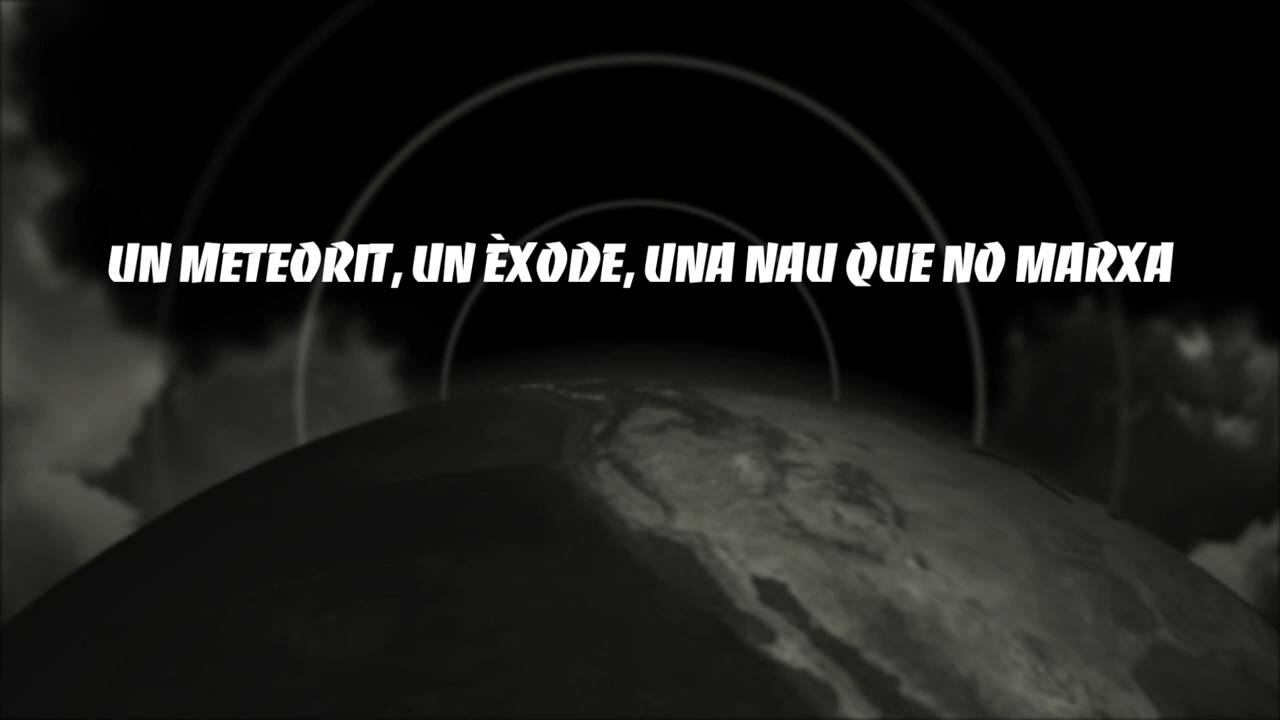 UN METEORIT, UN ÈXODE, UNA NAU QUE NO MARXA